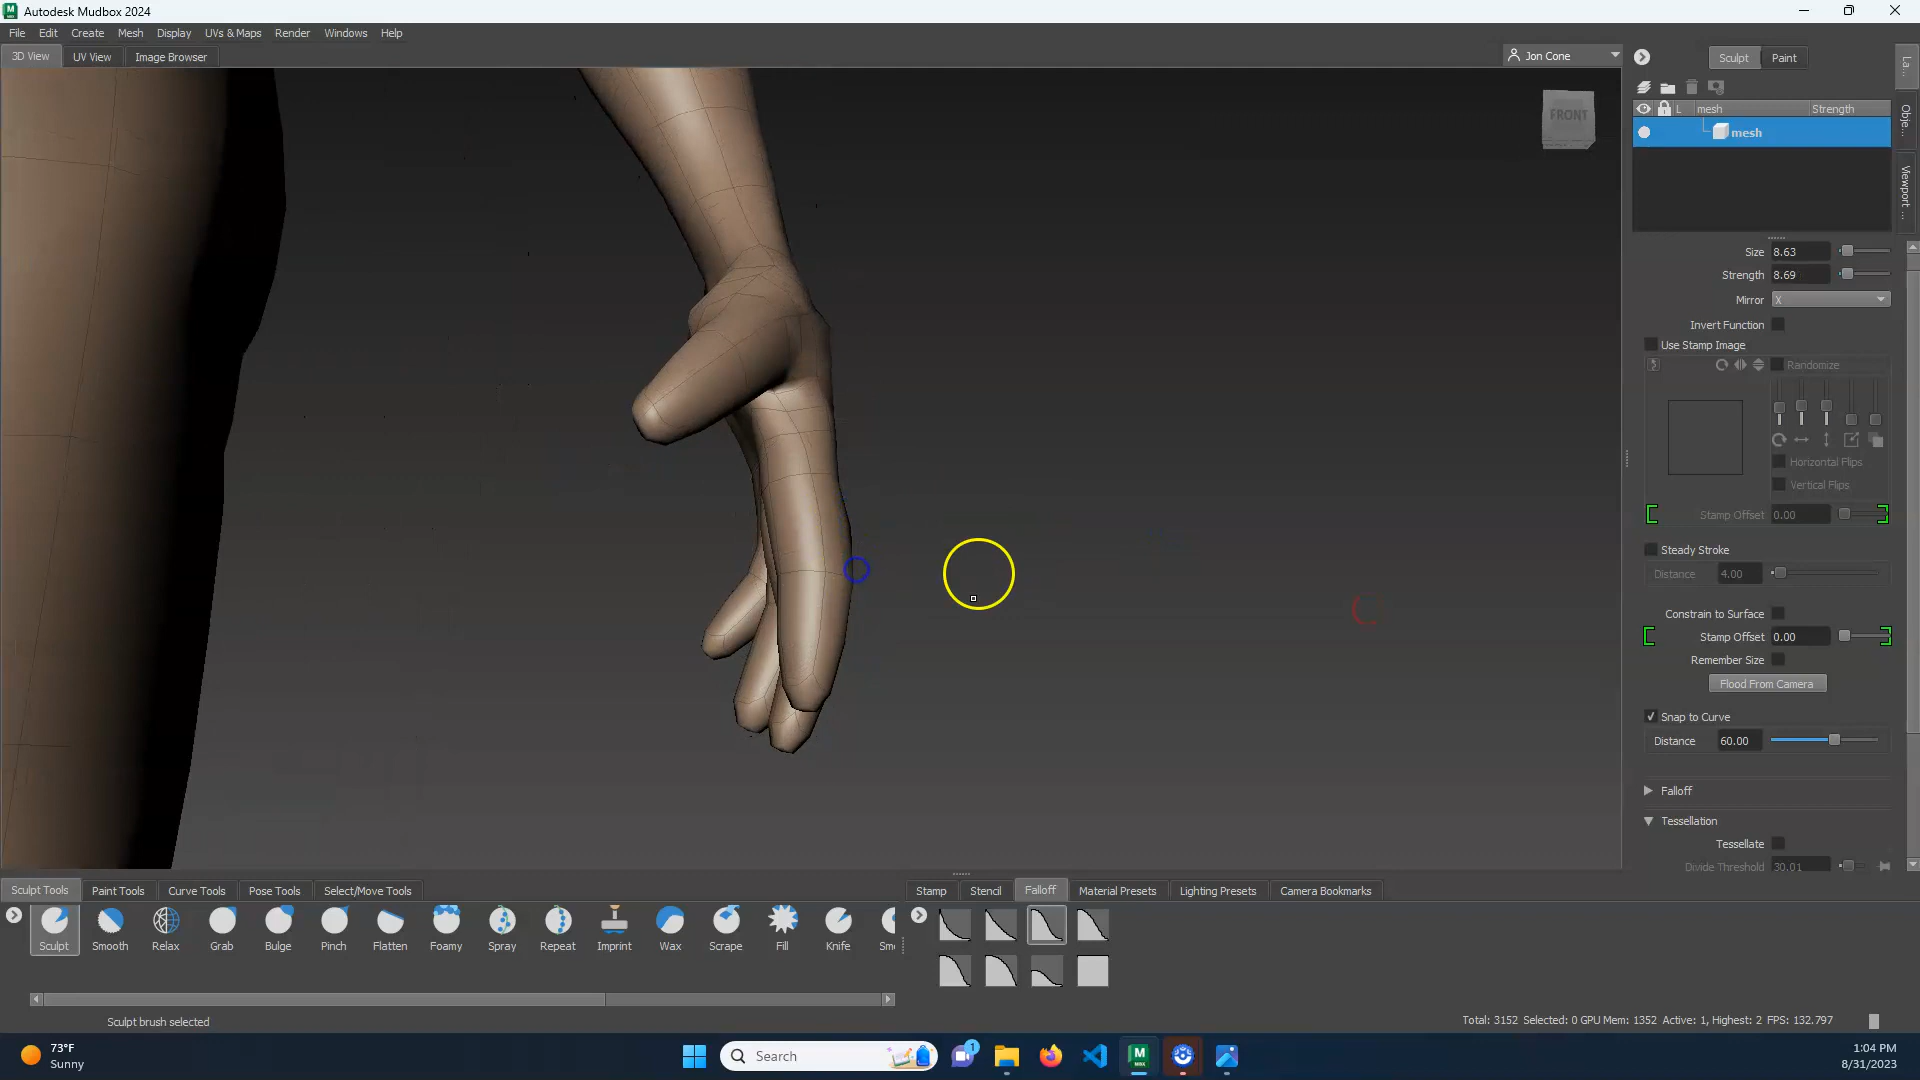 Autodesk Mudbox 2024
File Edit Create Mesh Display UVs & Maps Render Windows Help
3D View UV View Image Browser
Jon Cone
FRONT
Sculpt Paint
L mesh Strength
mesh
La...
Obje...
Viewport ...
Size 8.63
Strength 8.69
Mirror X
Invert Function
Use Stamp Image
Randomize
Horizontal Flips
Vertical Flips
Stamp Offset 0.00
Steady Stroke
Distance 4.00
Constrain to Surface
Stamp Offset 0.00
Remember Size
Flood From Camera
Snap to Curve
Distance 60.00
Falloff
Tessellation
Tessellate
Divide Threshold 30.01
Sculpt Tools Paint Tools Curve Tools Pose Tools Select/Move Tools
Sculpt Smooth Relax Grab Bulge Pinch Flatten Foamy Spray Repeat Imprint Wax Scrape Fill Knife Sme
Stamp Stencil Falloff Material Presets Lighting Presets Camera Bookmarks
Sculpt brush selected
Total: 3152 Selected: 0 GPU Mem: 1352 Active: 1, Highest: 2 FPS: 132.797
73°F
Sunny
Search
1
1:04 PM
8/31/2023